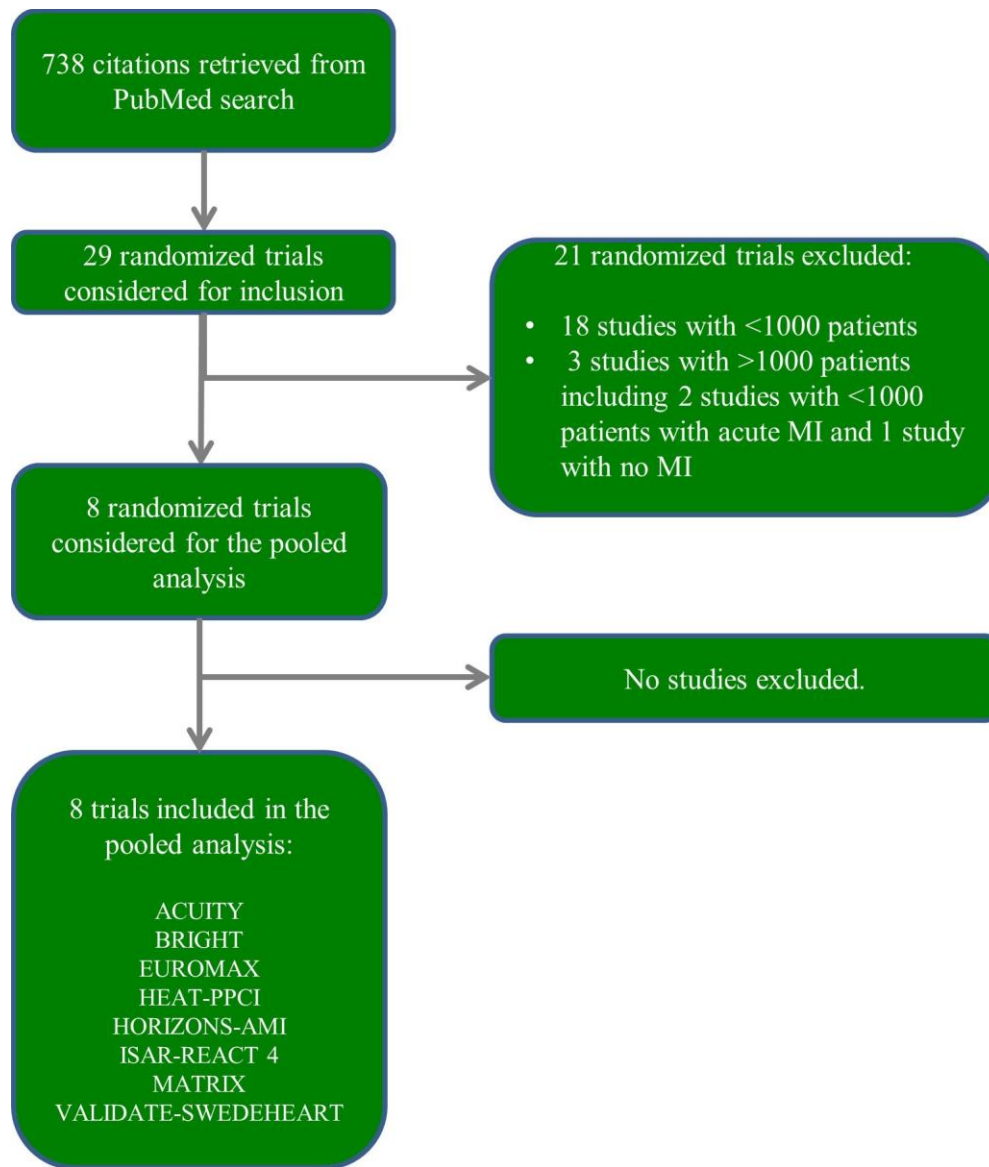 738 citations retrieved from
PubMed search
29 randomized trials
considered for inclusion
21 randomized trials excluded:
• 18 studies with <1000 patients
• 3 studies with >1000 patients
including 2 studies with <1000
patients with acute MI and 1 study
with no MI
8 randomized trials
considered for the pooled
analysis
No studies excluded.
8 trials included in the
pooled analysis:
ACUITY
BRIGHT
EUROMAX
HEAT-PPCI
HORIZONS-AMI
ISAR-REACT 4
MATRIX
VALIDATE-SWEDEHEART